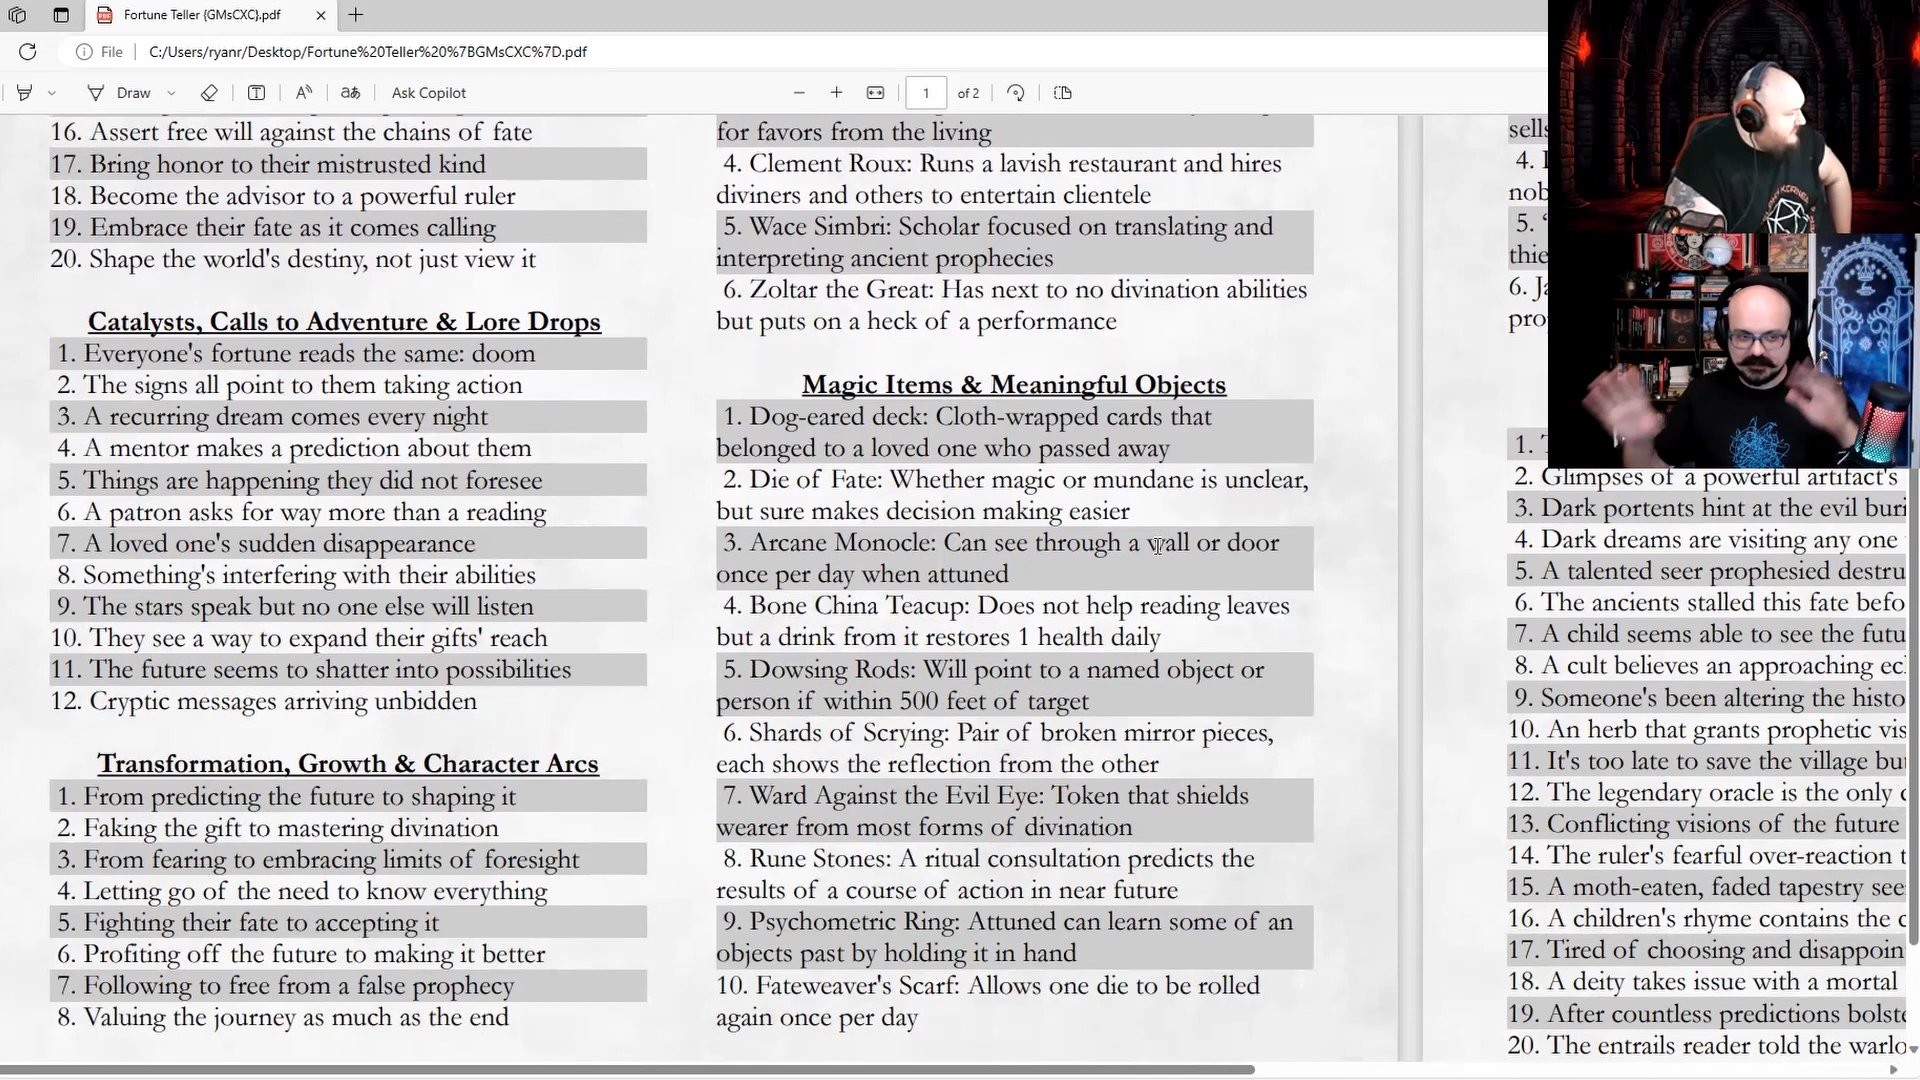 Fortune Teller {GMsCXC}.pdf
File
C:/Users/ryanr/Desktop/Fortune%20Teller%20%7BGMsCXC%7D.pdf
Draw
Ask Copilot
1 of 2
16. Assert free will against the chains of fate
17. Bring honor to their mistrusted kind
18. Become the advisor to a powerful ruler
19. Embrace their fate as it comes calling
20. Shape the world's destiny, not just view it
Catalysts, Calls to Adventure & Lore Drops
1. Everyone's fortune reads the same: doom
2. The signs all point to them taking action
3. A recurring dream comes every night
4. A mentor makes a prediction about them
5. Things are happening they did not foresee
6. A patron asks for way more than a reading
7. A loved one's sudden disappearance
8. Something's interfering with their abilities
9. The stars speak but no one else will listen
10. They see a way to expand their gifts' reach
11. The future seems to shatter into possibilities
12. Cryptic messages arriving unbidden
Transformation, Growth & Character Arcs
1. From predicting the future to shaping it
2. Faking the gift to mastering divination
3. From fearing to embracing limits of foresight
4. Letting go of the need to know everything
5. Fighting their fate to accepting it
6. Profiting off the future to making it better
7. Following to free from a false prophecy
8. Valuing the journey as much as the end
for favors from the living
4. Clement Roux: Runs a lavish restaurant and hires
diviners and others to entertain clientele
5. Wace Simbri: Scholar focused on translating and
interpreting ancient prophecies
6. Zoltar the Great: Has next to no divination abilities
but puts on a heck of a performance
Magic Items & Meaningful Objects
1. Dog-eared deck: Cloth-wrapped cards that
belonged to a loved one who passed away
2. Die of Fate: Whether magic or mundane is unclear,
but sure makes decision making easier
3. Arcane Monocle: Can see through a wall or door
once per day when attuned
4. Bone China Teacup: Does not help reading leaves
but a drink from it restores 1 health daily
5. Dowsing Rods: Will point to a named object or
person if within 500 feet of target
6. Shards of Scrying: Pair of broken mirror pieces,
each shows the reflection from the other
7. Ward Against the Evil Eye: Token that shields
wearer from most forms of divination
8. Rune Stones: A ritual consultation predicts the
results of a course of action in near future
9. Psychometric Ring: Attuned can learn some of an
objects past by holding it in hand
10. Fateweaver's Scarf: Allows one die to be rolled
again once per day
sells
4.
nob
5.
thie
6. Ja
pro
1.
2. Glimpses of a powerful artifact's
3. Dark portents hint at the evil buri
4. Dark dreams are visiting any one
5. A talented seer prophesied destru
6. The ancients stalled this fate befo
7. A child seems able to see the futu
8. A cult believes an approaching ec
9. Someone's been altering the histo
10. An herb that grants prophetic vis
11. It's too late to save the village bu
12. The legendary oracle is the only
13. Conflicting visions of the future
14. The ruler's fearful over-reaction t
15. A moth-eaten, faded tapestry see
16. A children's rhyme contains the c
17. Tired of choosing and disappoin
18. A deity takes issue with a mortal
19. After countless predictions bolste
20. The entrails reader told the warlo